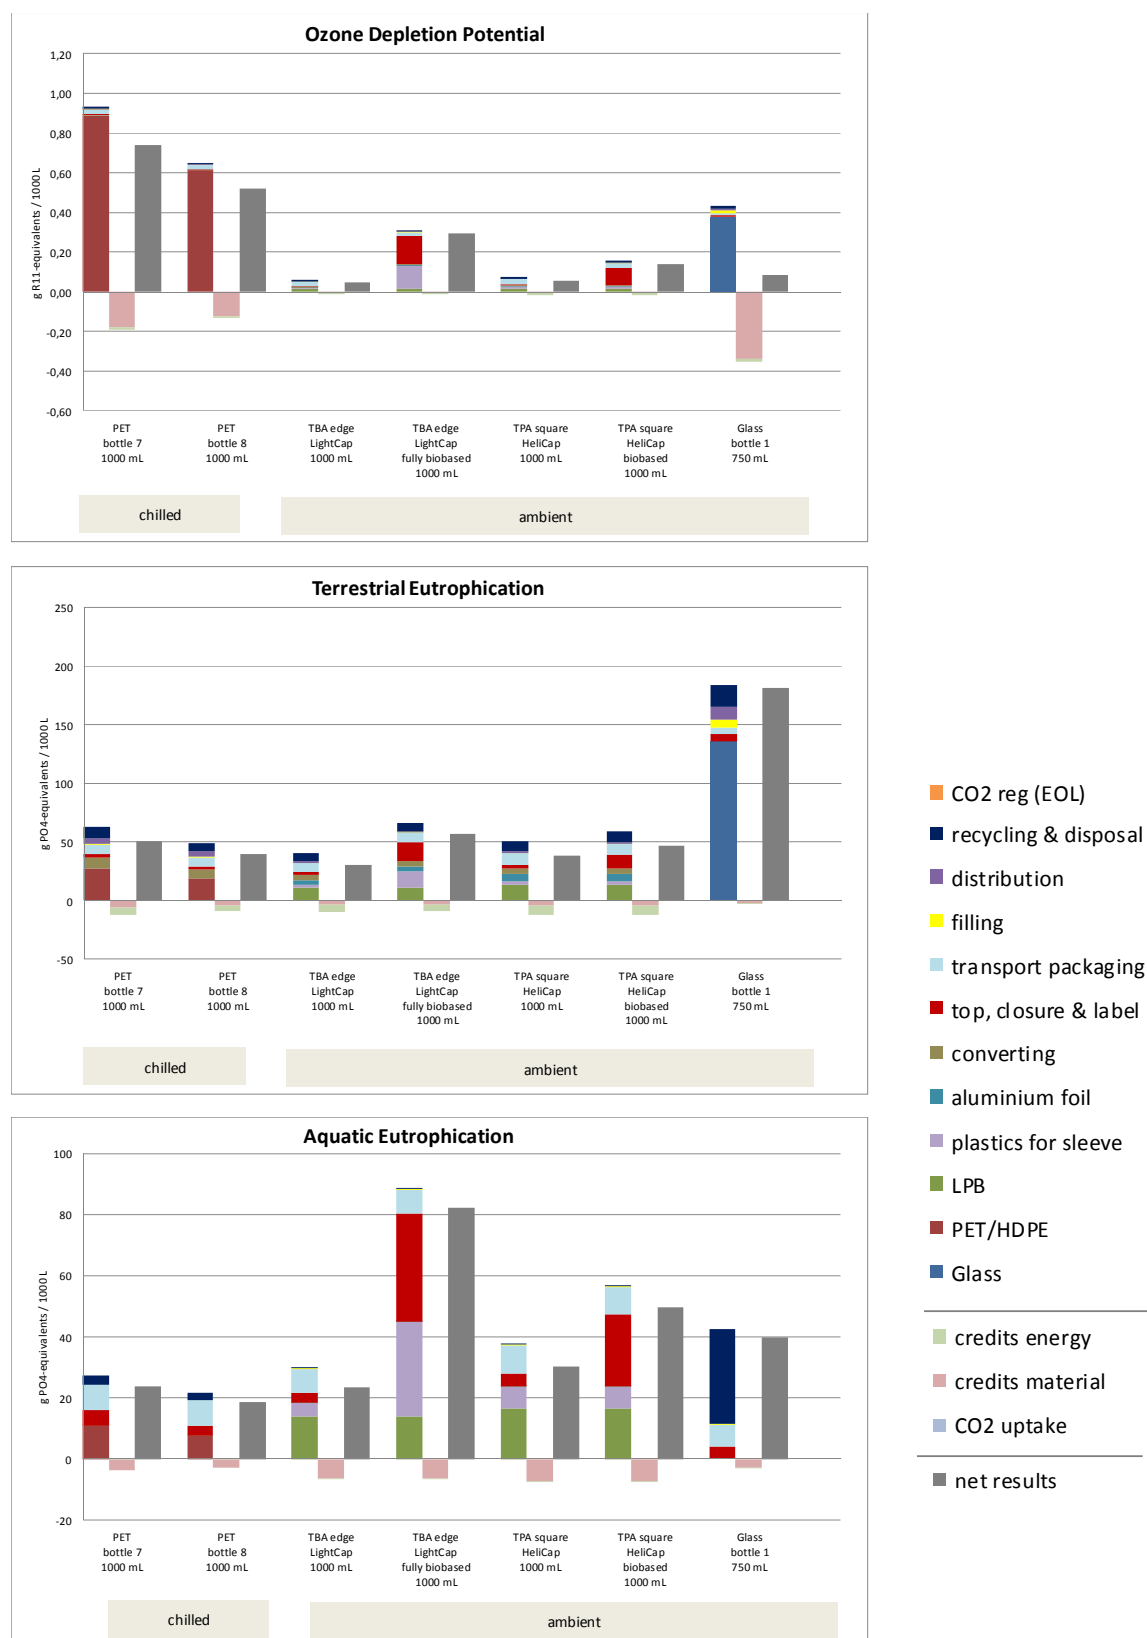 Ozone Depletion Potential
g R11-equivalents / 1000 L
1,20
1,00
0,80
0,60
0,40
0,20
0,00
-0,20
-0,40
-0,60
PET
bottle 7
1000 mL
PET
bottle 8
1000 mL
TBA edge
LightCap
1000 mL
TBA edge
LightCap
fully biobased
1000 mL
TPA square
HeliCap
1000 mL
TPA square
HeliCap
biobased
1000 mL
Glass
bottle 1
750 mL
chilled
ambient
Terrestrial Eutrophication
g PO4-equivalents / 1000 L
250
200
150
100
50
0
-50
PET
bottle 7
1000 mL
PET
bottle 8
1000 mL
TBA edge
LightCap
1000 mL
TBA edge
LightCap
fully biobased
1000 mL
TPA square
HeliCap
1000 mL
TPA square
HeliCap
biobased
1000 mL
Glass
bottle 1
750 mL
chilled
ambient
Aquatic Eutrophication
g PO4-equivalents / 1000 L
100
80
60
40
20
0
-20
PET
bottle 7
1000 mL
PET
bottle 8
1000 mL
TBA edge
LightCap
1000 mL
TBA edge
LightCap
fully biobased
1000 mL
TPA square
HeliCap
1000 mL
TPA square
HeliCap
biobased
1000 mL
Glass
bottle 1
750 mL
chilled
ambient
CO2 reg (EOL)
recycling & disposal
distribution
filling
transport packaging
top, closure & label
converting
aluminium foil
plastics for sleeve
LPB
PET/HDPE
Glass
credits energy
credits material
CO2 uptake
net results